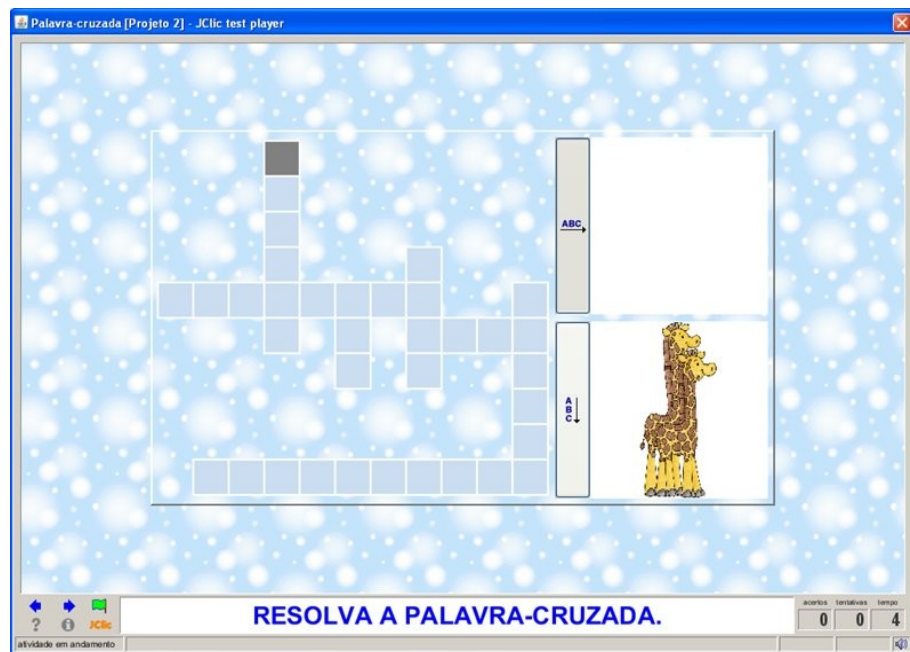 Palavra-cruzada [Projeto 2] - JClic test player
ABC
A
B
C
RESOLVA A PALAVRA-CRUZADA.
acertos tentativas tempo
0 0 4
? i JClic
atividade em andamento